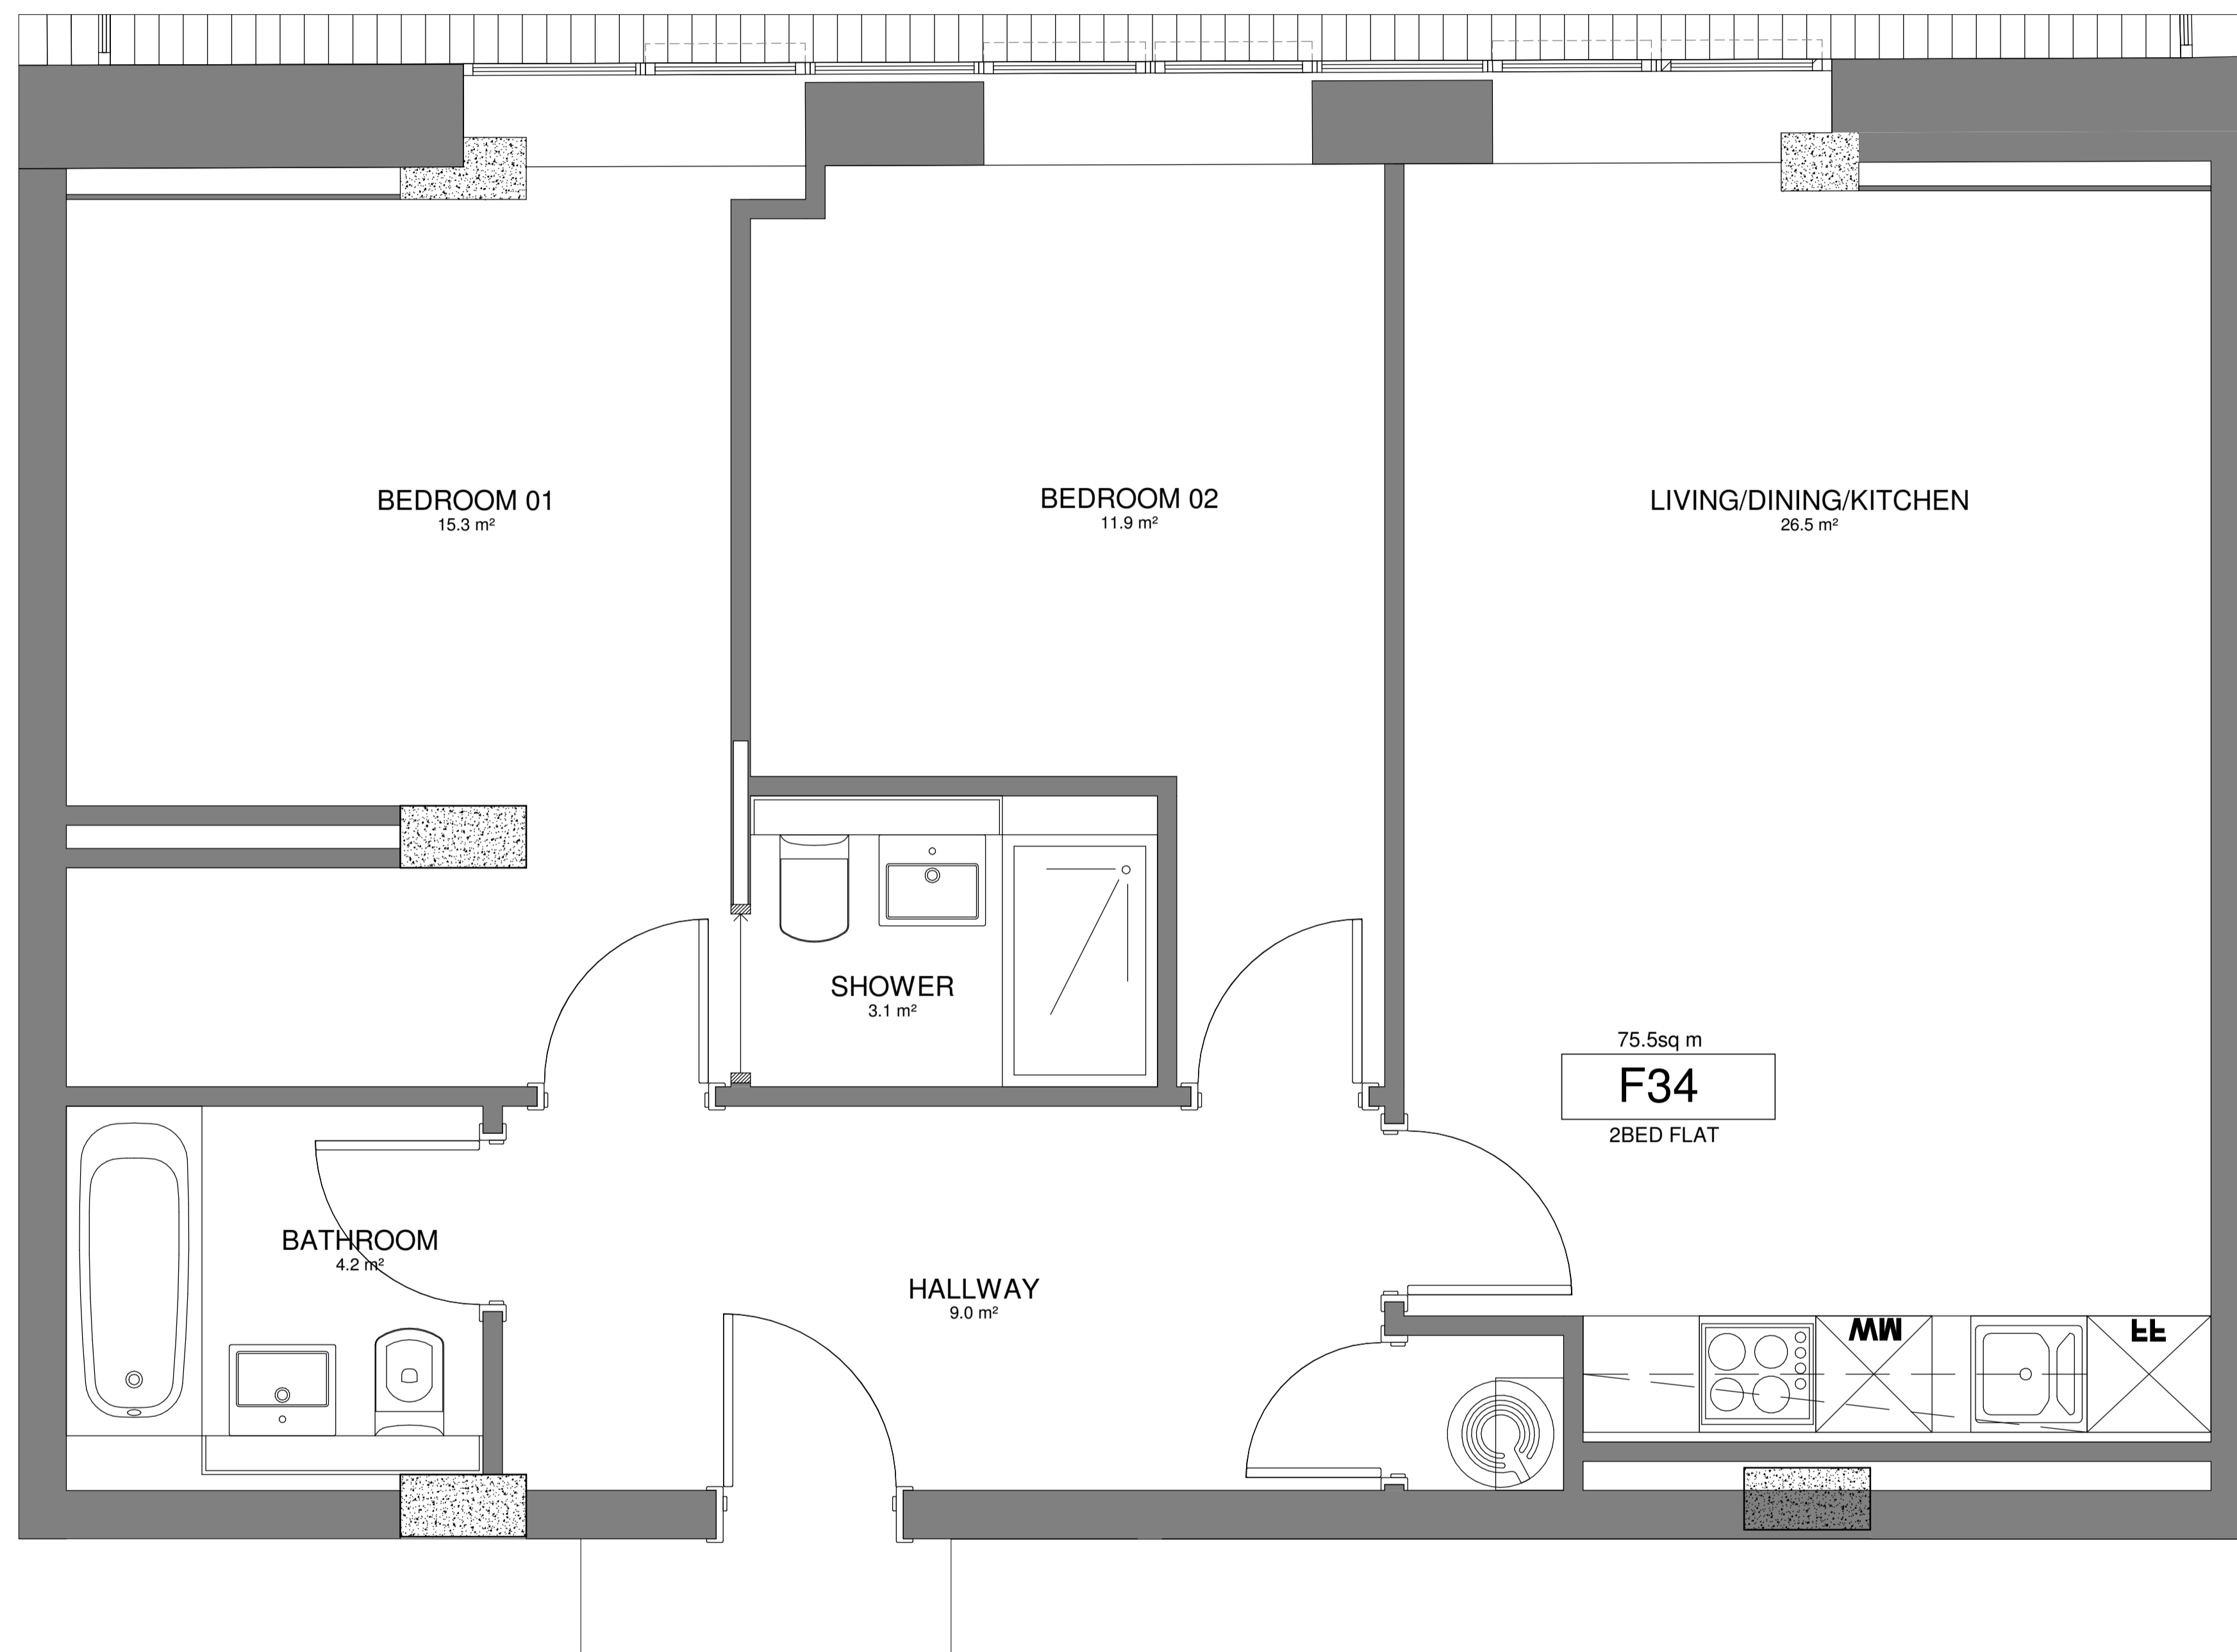 BEDROOM 01
15.3 m²
BEDROOM 02
11.9 m²
LIVING/DINING/KITCHEN
26.5 m²
SHOWER
3.1 m²
75.5sq m
F34
2BED FLAT
BATHROOM
4.2 m²
HALLWAY
9.0 m²
MW
FF